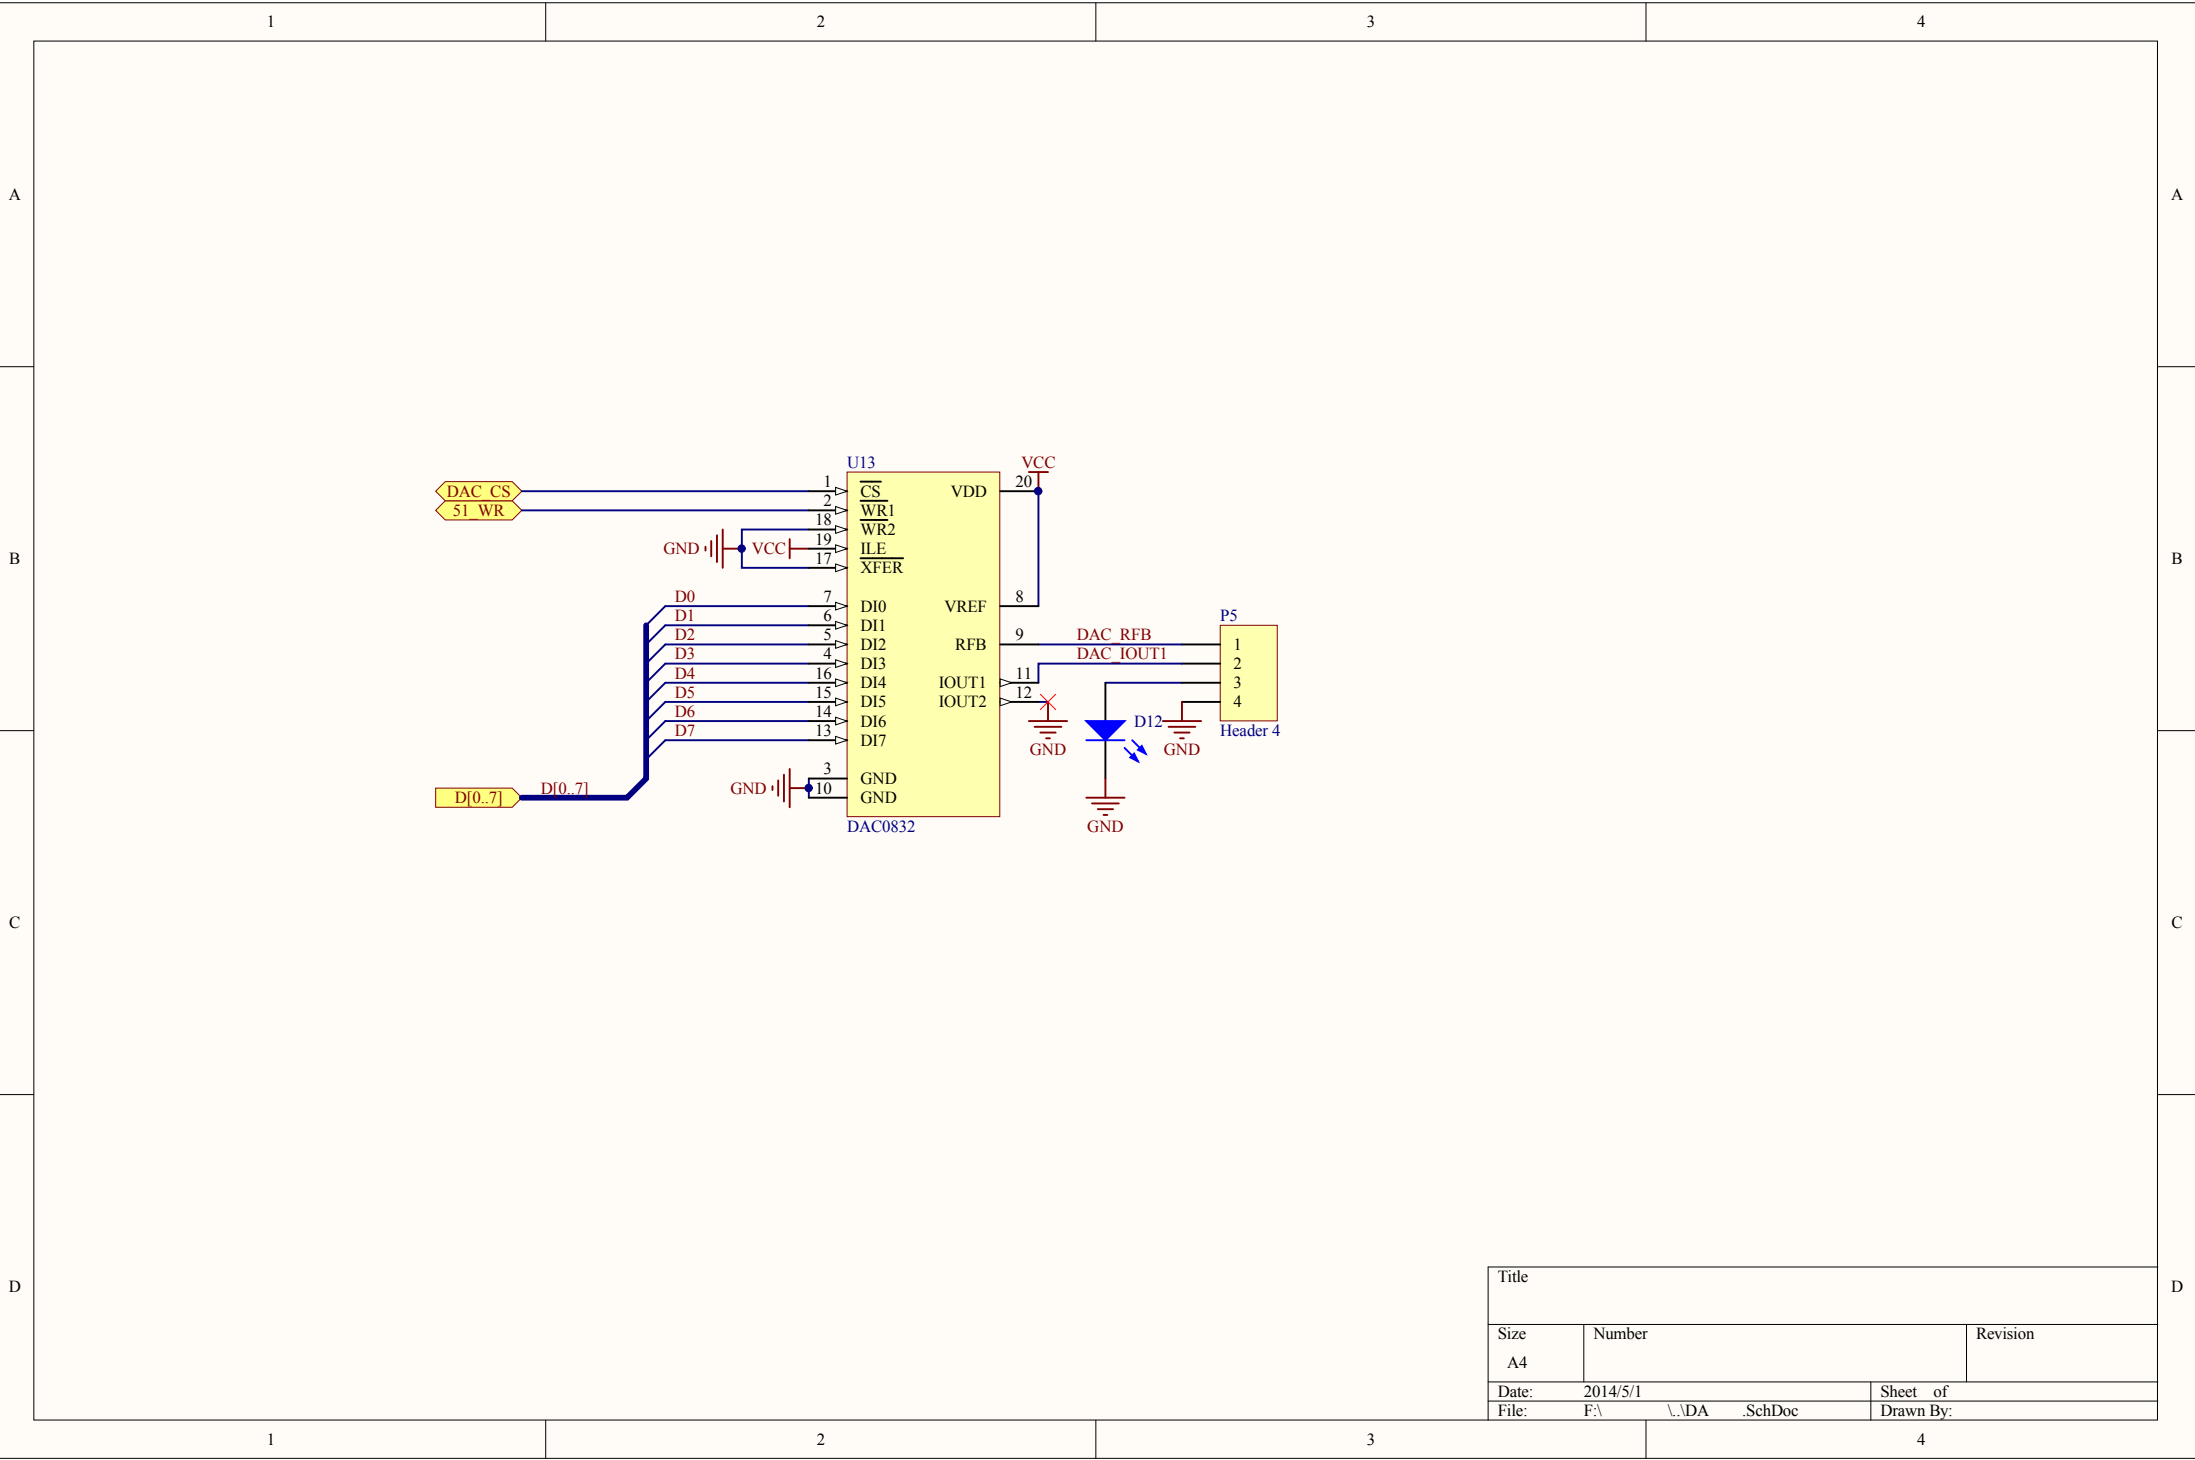 1 2 3 4
A A
B B
C C
D D
U13
DAC_CS
51_WR
GND
VCC
1 CS
2 WR1
18 WR2
19 ILE
17 XFER
D0 7 DI0
D1 6 DI1
D2 5 DI2
D3 4 DI3
D4 16 DI4
D5 15 DI5
D6 14 DI6
D7 13 DI7
D[0..7] D[0..7]
GND
3 GND
10 GND
DAC0832
VCC
VDD 20
VREF 8
RFB 9 DAC_RFB
IOUT1 11 DAC_IOUT1
IOUT2 12
GND
D12
GND
GND
P5
1
2
3
4
Header 4
Title
Size Number Revision
A4
Date: 2014/5/1 Sheet of
File: F:\ \..\DA .SchDoc Drawn By:
1 2 3 4